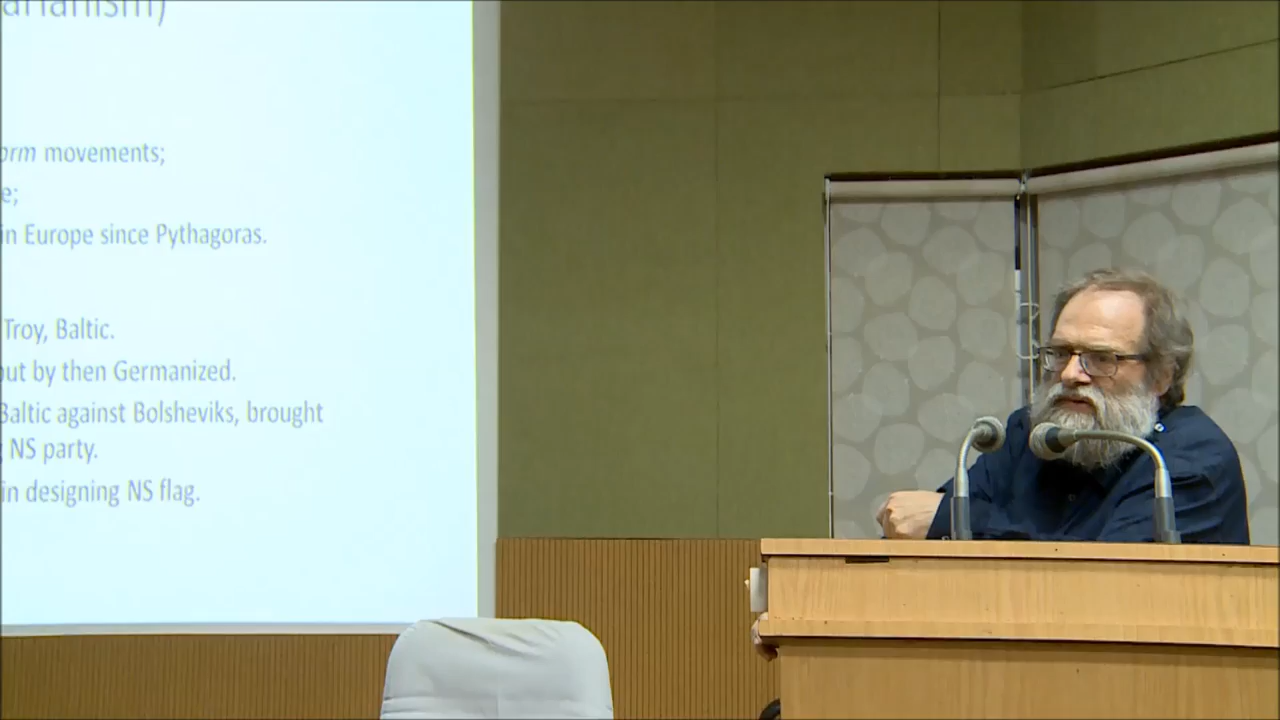 orm movements;
e;
in Europe since Pythagoras.
Troy, Baltic.
out by then Germanized.
Baltic against Bolsheviks, brought
NS party.
in designing NS flag.